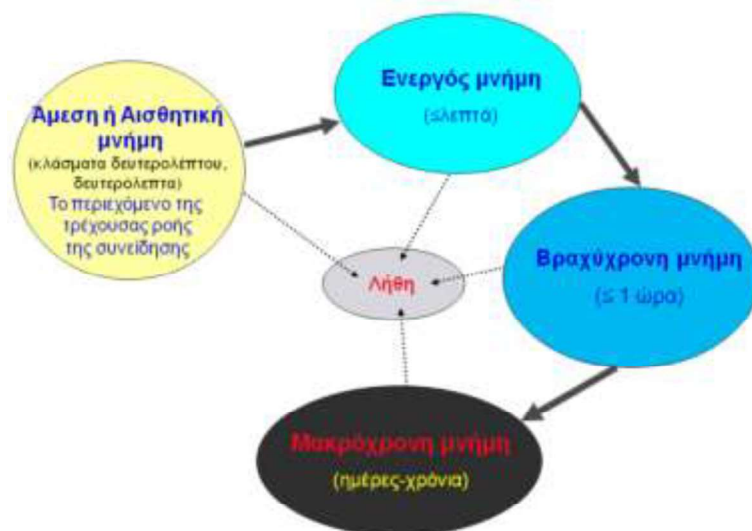 Άμεση ή Αισθητική
μνήμη
(κλάσματα δευτερολέπτου,
δευτερόλεπτα)
Το περιεχόμενο της
τρέχουσας ροής
της συνείδησης
Ενεργός μνήμη
(≤λεπτά)
Βραχύχρονη μνήμη
(≤ 1 ώρα)
Λήθη
Μακρόχρονη μνήμη
(ημέρες-χρόνια)